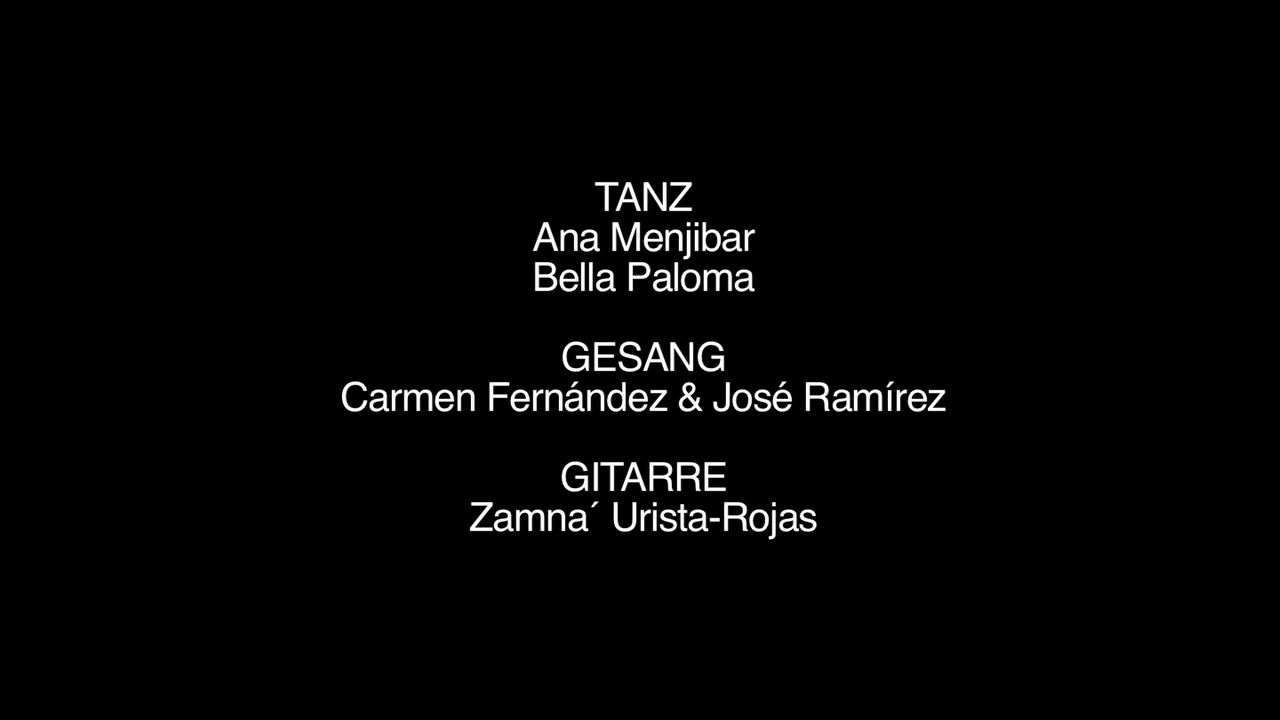 TANZ
Ana Menjibar
Bella Paloma
GESANG
Carmen Fernández & José Ramírez
GITARRE
Zamna´ Urista-Rojas